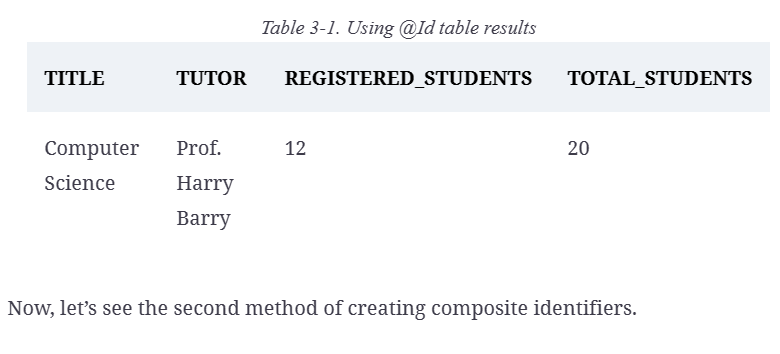 Table 3-1. Using @Id table results
TITLE TUTOR REGISTERED_STUDENTS TOTAL_STUDENTS
Computer Prof. 12 20
Science Harry
Barry
Now, let’s see the second method of creating composite identifiers.